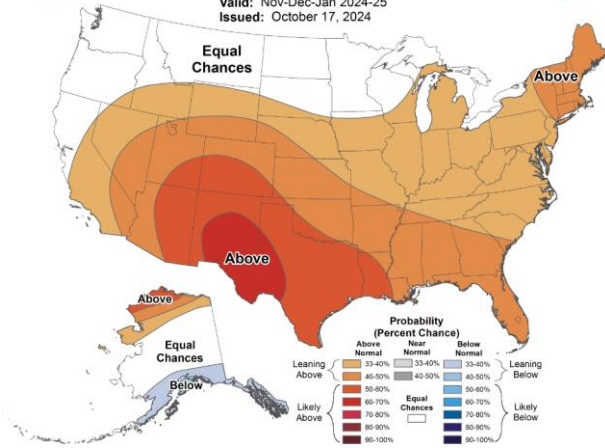 Valid: Nov-Dec-Jan 2024-25
Issued: October 17, 2024
Equal
Chances
Above
Above
Above
Equal
Chances
Below
Probability
(Percent Chance)
Above
Normal
Near
Normal
Below
Normal
Leaning
Above
33-40%
33-40%
33-40%
Leaning
Below
40-50%
40-50%
40-50%
Likely
Above
50-60%
Equal
Chances
50-60%
Likely
Below
60-70%
60-70%
70-80%
70-80%
80-90%
80-90%
90-100%
90-100%